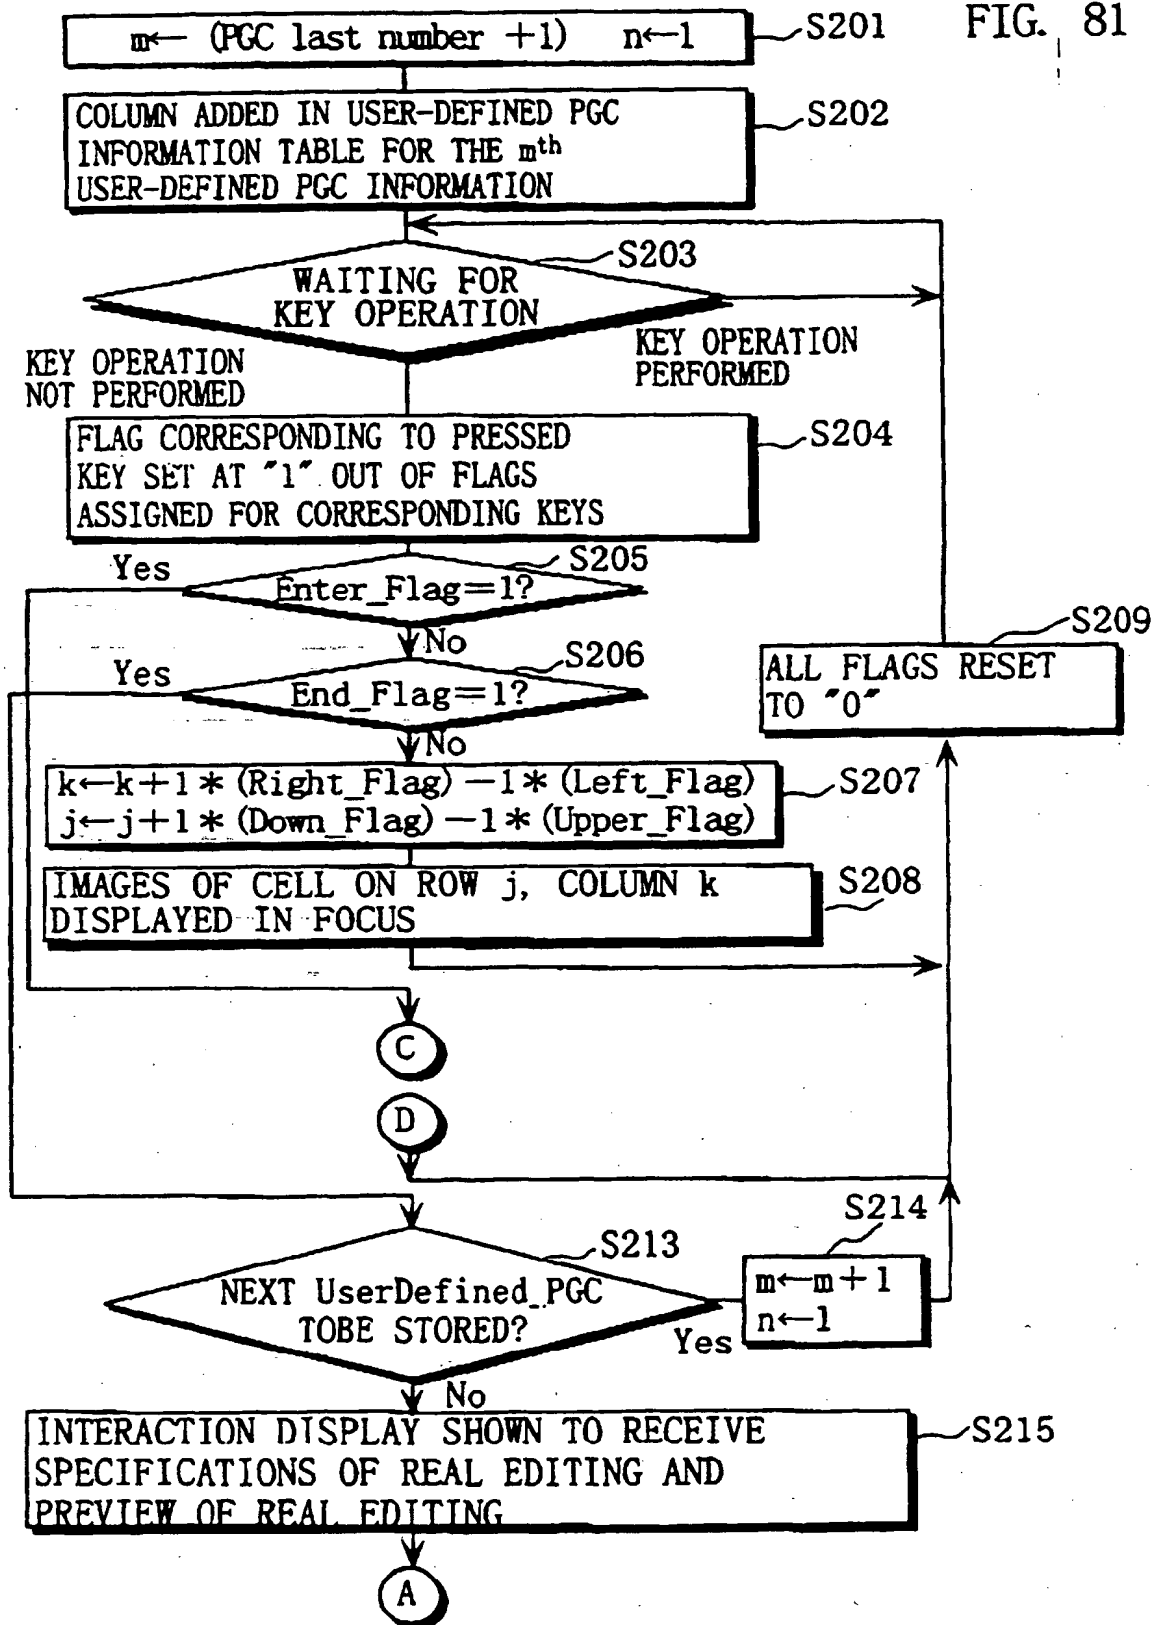 FIG. 81
m← (PGC last number +1)  n←1
S201
COLUMN ADDED IN USER-DEFINED PGC
INFORMATION TABLE FOR THE mth
USER-DEFINED PGC INFORMATION
S202
WAITING FOR
KEY OPERATION
S203
KEY OPERATION
NOT PERFORMED
KEY OPERATION
PERFORMED
FLAG CORRESPONDING TO PRESSED
KEY SET AT "1" OUT OF FLAGS
ASSIGNED FOR CORRESPONDING KEYS
S204
Yes
Enter_Flag=1?
S205
No
Yes
End_Flag=1?
S206
No
ALL FLAGS RESET
TO "0"
S209
k←k+1*(Right_Flag)−1*(Left_Flag)
j←j+1*(Down_Flag)−1*(Upper_Flag)
S207
IMAGES OF CELL ON ROW j, COLUMN k
DISPLAYED IN FOCUS
S208
C
D
NEXT UserDefined_PGC
TOBE STORED?
S213
Yes
m←m+1
n←1
S214
No
INTERACTION DISPLAY SHOWN TO RECEIVE
SPECIFICATIONS OF REAL EDITING AND
PREVIEW OF REAL EDITING
S215
A